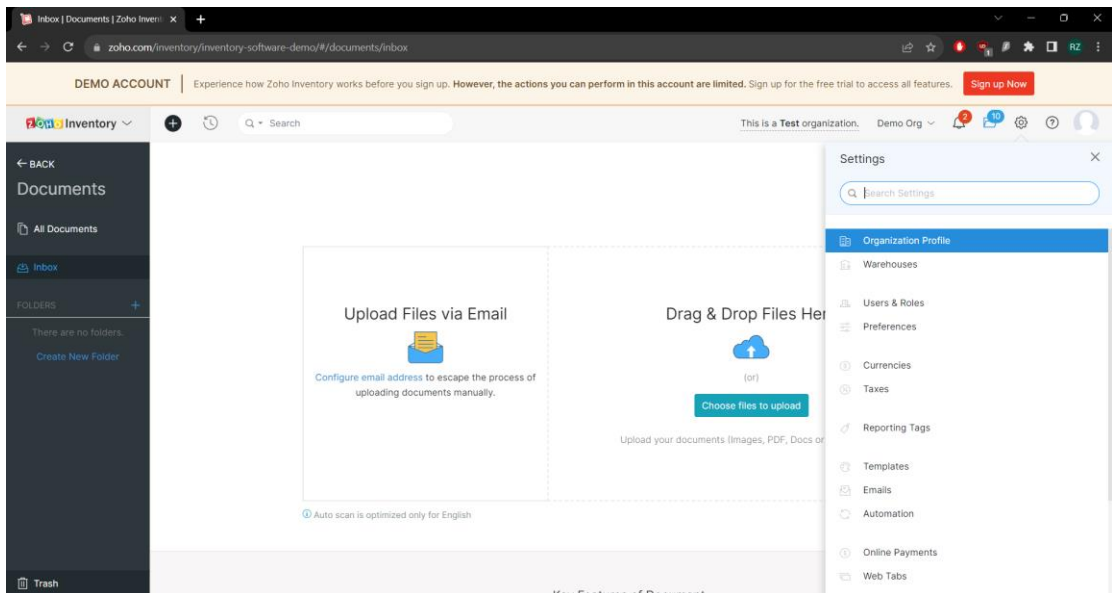 Inbox | Documents | Zoho Invent
zoho.com/inventory/inventory-software-demo/#/documents/inbox
1
RZ
DEMO ACCOUNT
Experience how Zoho Inventory works before you sign up. However, the actions you can perform in this account are limited. Sign up for the free trial to access all features.
Sign up Now
ZOHO Inventory
Search
This is a Test organization.
Demo Org
2
10
BACK
Documents
All Documents
Inbox
FOLDERS +
There are no folders.
Create New Folder
Trash
Upload Files via Email
Configure email address to escape the process of
uploading documents manually.
Drag & Drop Files Her
(or)
Choose files to upload
Upload your documents (Images, PDF, Docs or
Auto scan is optimized only for English
Settings
Search Settings
Organization Profile
Warehouses
Users & Roles
Preferences
Currencies
Taxes
Reporting Tags
Templates
Emails
Automation
Online Payments
Web Tabs